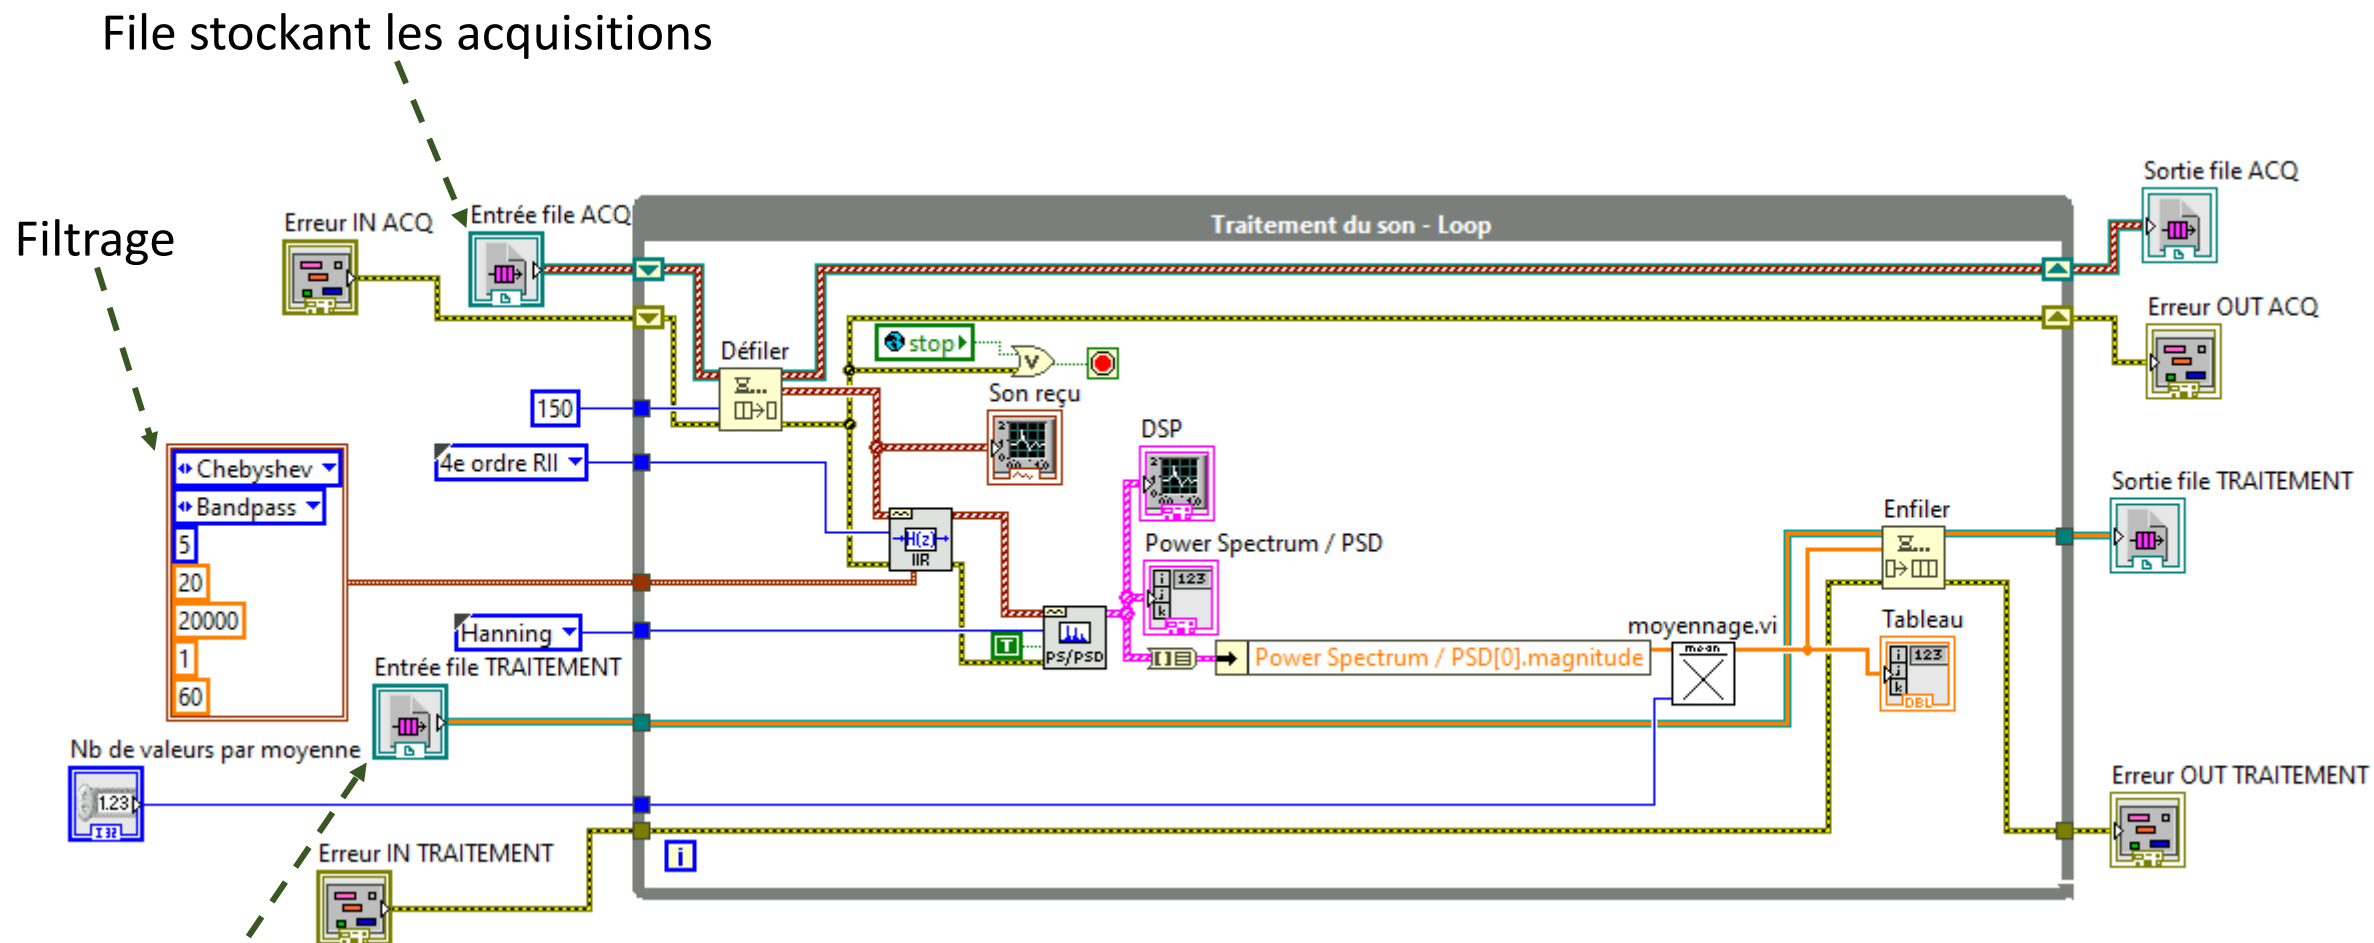 File stockant les acquisitions
Filtrage
Erreur IN ACQ
Entrée file ACQ
Traitement du son - Loop
Sortie file ACQ
Erreur OUT ACQ
Défiler
stop
150
Son reçu
4e ordre RII
Chebyshev
Bandpass
5
20
20000
1
60
DSP
H(z)
IIR
Power Spectrum / PSD
123
Hanning
T
PS/PSD
Power Spectrum / PSD[0].magnitude
moyennage.vi
mean
Enfiler
Sortie file TRAITEMENT
Tableau
123
DBL
Entrée file TRAITEMENT
Nb de valeurs par moyenne
1.23
I32
Erreur IN TRAITEMENT
i
Erreur OUT TRAITEMENT